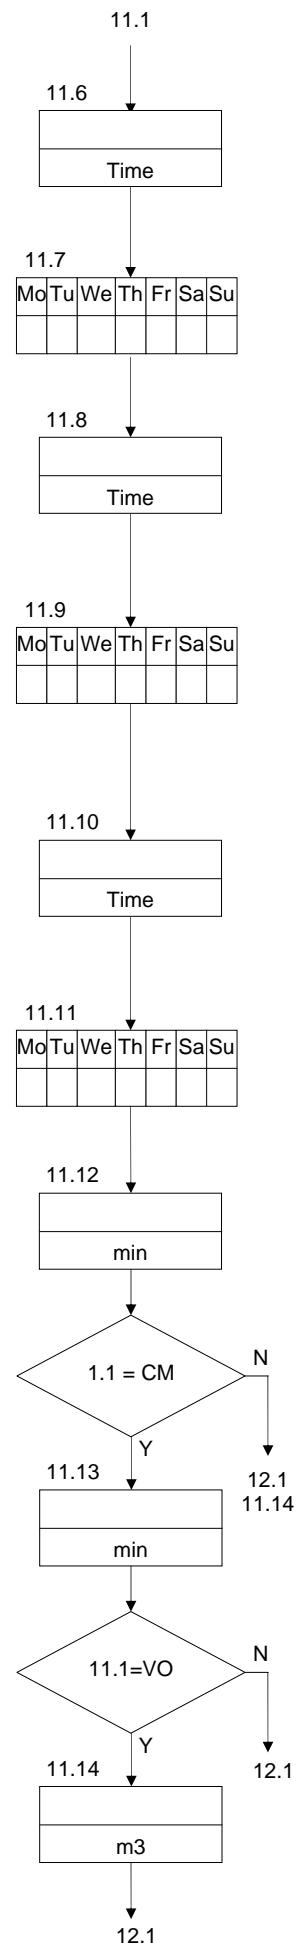 11.1
11.6
Time
11.7
Mo Tu We Th Fr Sa Su
11.8
Time
11.9
Mo Tu We Th Fr Sa Su
11.10
Time
11.11
Mo Tu We Th Fr Sa Su
11.12
min
1.1 = CM
N
Y
12.1
11.14
11.13
min
11.1=VO
N
Y
12.1
11.14
m3
12.1